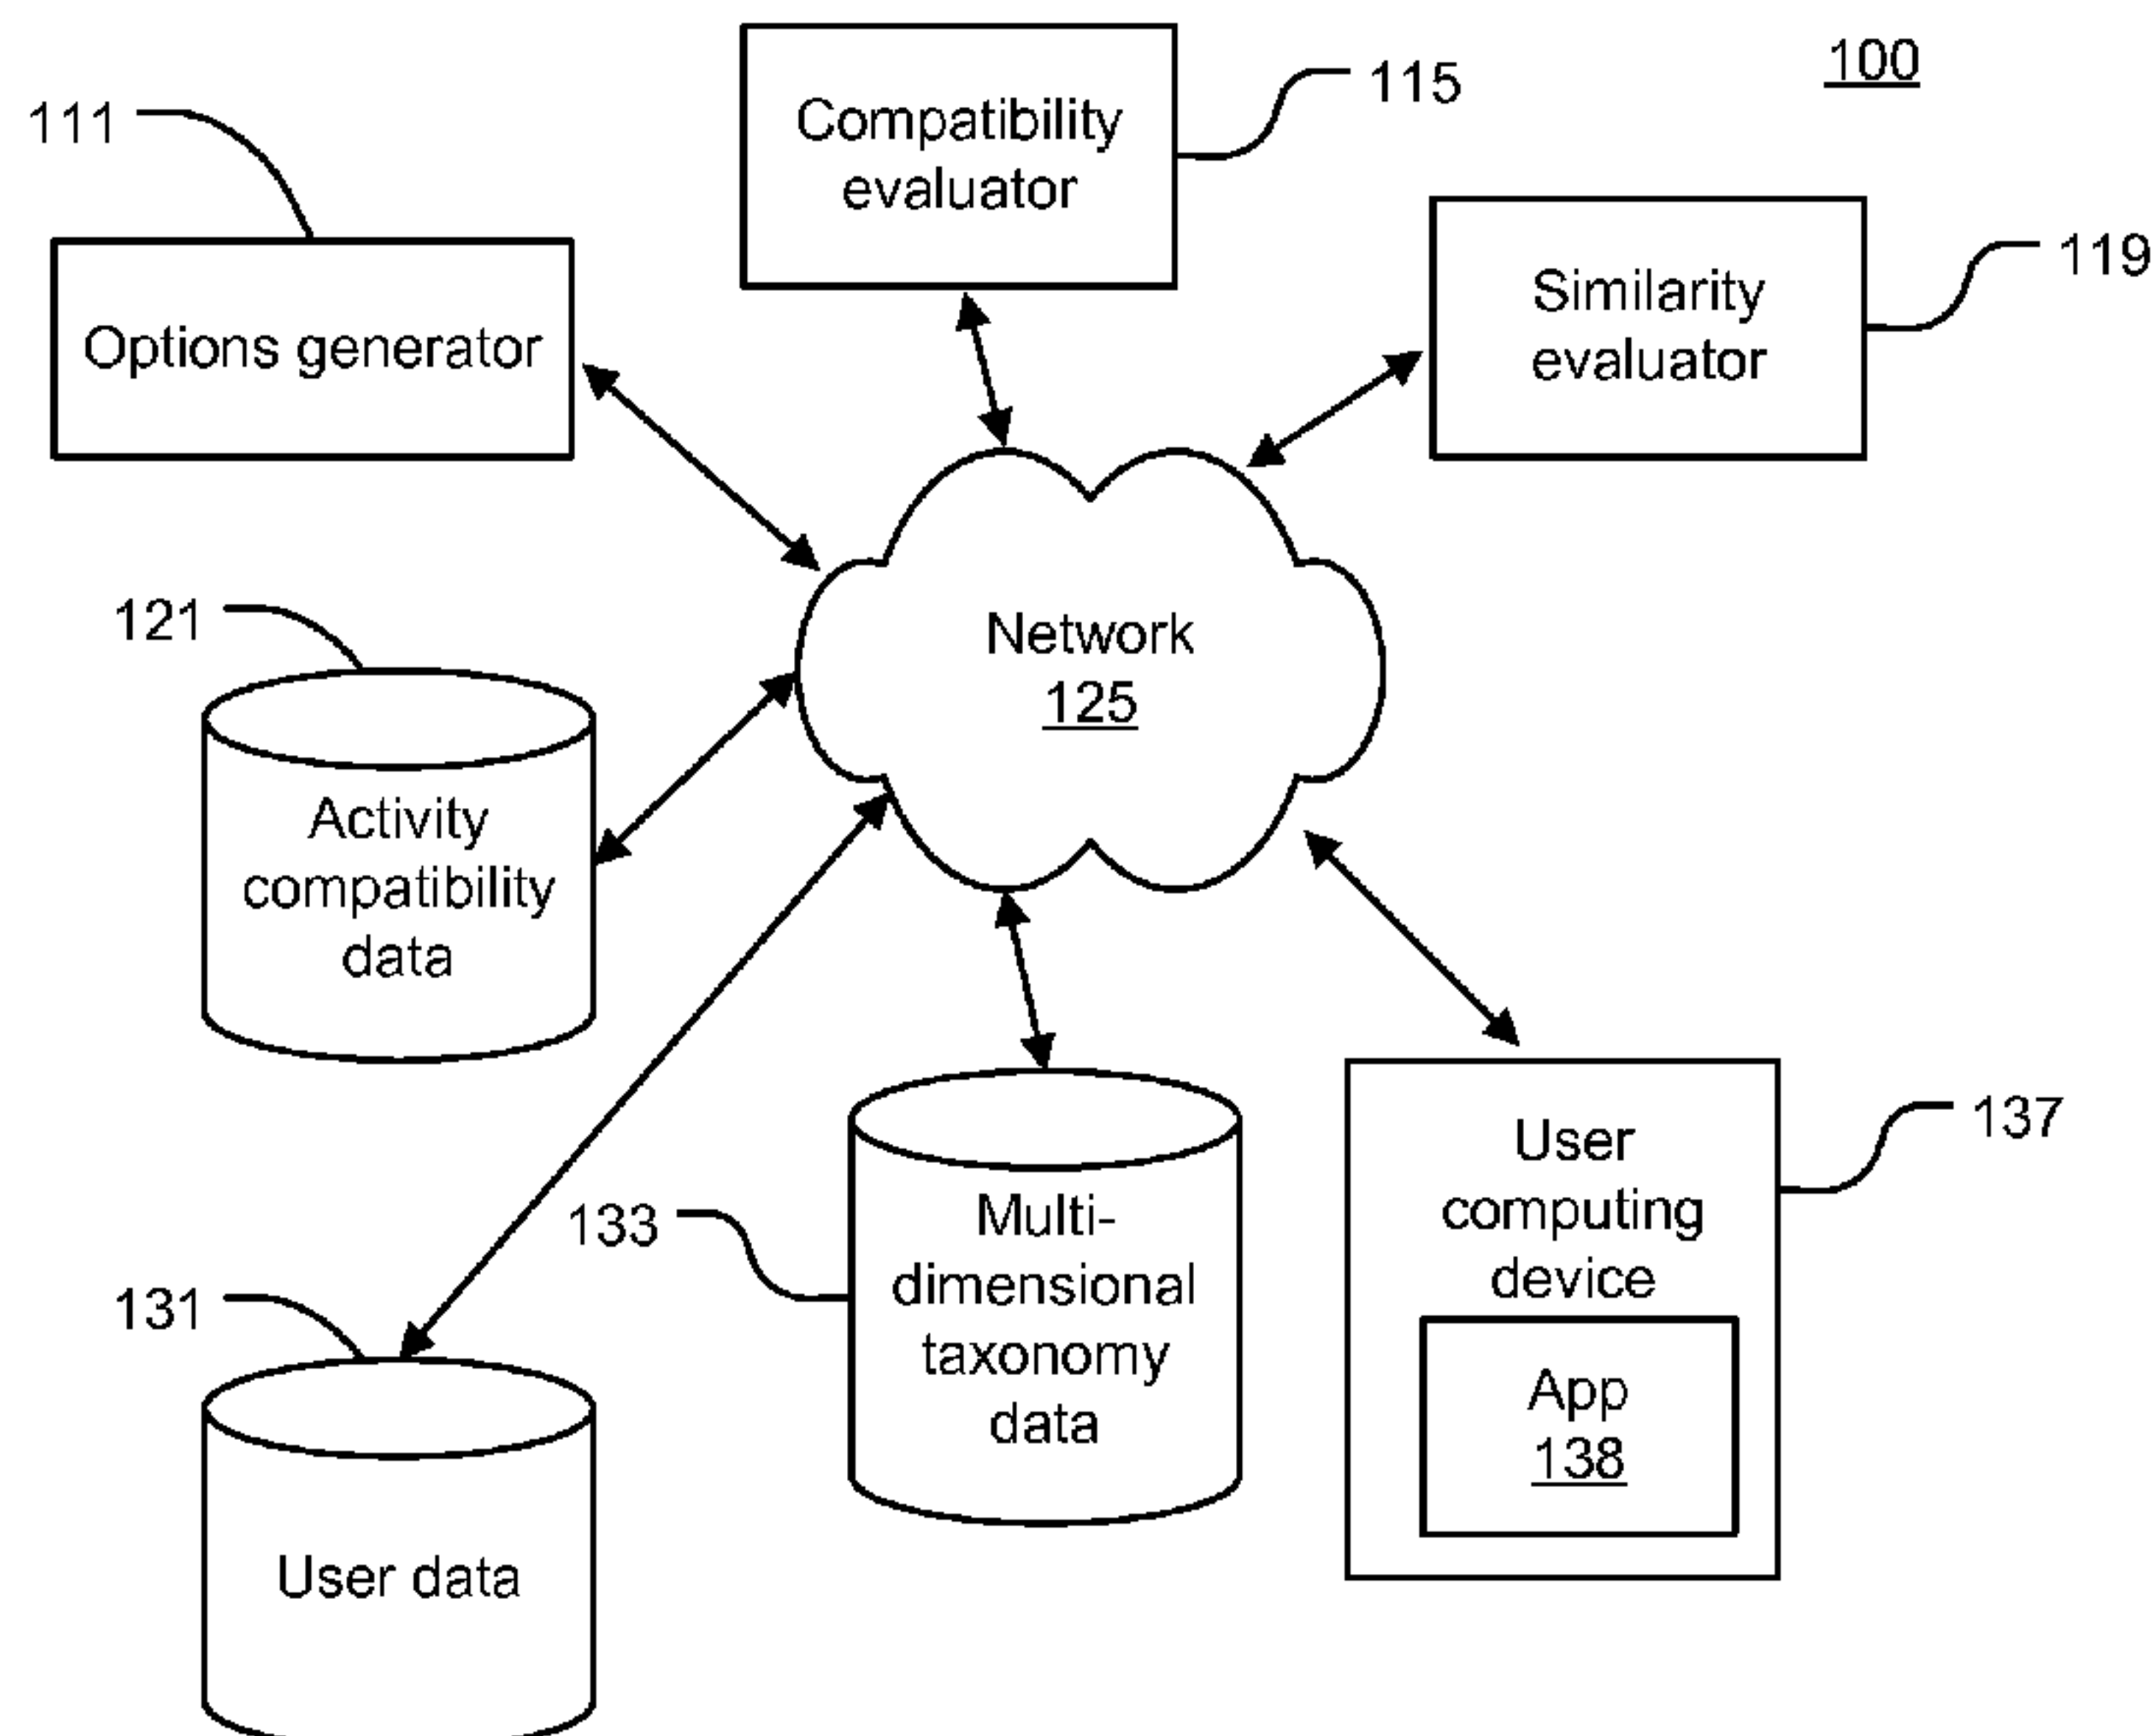 100
115
Compatibility
evaluator
111
119
Similarity
evaluator
Options generator
Network
125
121
Activity
compatibility
data
137
User
computing
device
133
Multi-
dimensional
taxonomy
data
131
App
138
User data